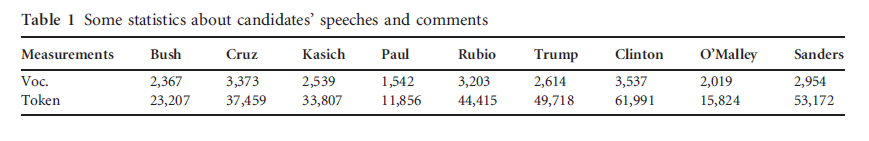 Table 1 Some statistics about candidates’ speeches and comments
Measurements Bush Cruz Kasich Paul Rubio Trump Clinton O’Malley Sanders
Voc. 2,367 3,373 2,539 1,542 3,203 2,614 3,537 2,019 2,954
Token 23,207 37,459 33,807 11,856 44,415 49,718 61,991 15,824 53,172